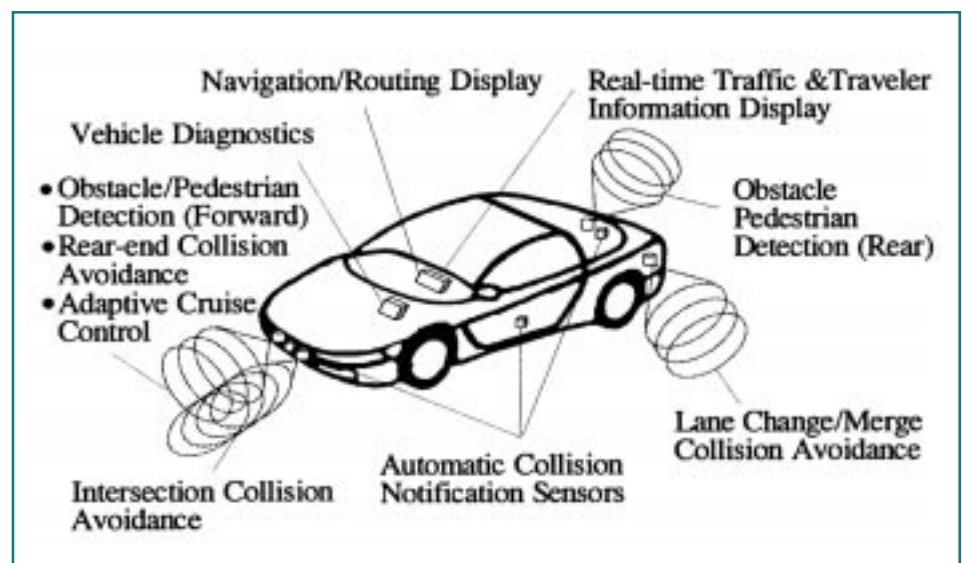 Navigation/Routing Display
Real-time Traffic &Traveler
Information Display
Vehicle Diagnostics
• Obstacle/Pedestrian
Detection (Forward)
• Rear-end Collision
Avoidance
• Adaptive Cruise
Control
Obstacle
Pedestrian
Detection (Rear)
Lane Change/Merge
Collision Avoidance
Automatic Collision
Notification Sensors
Intersection Collision
Avoidance